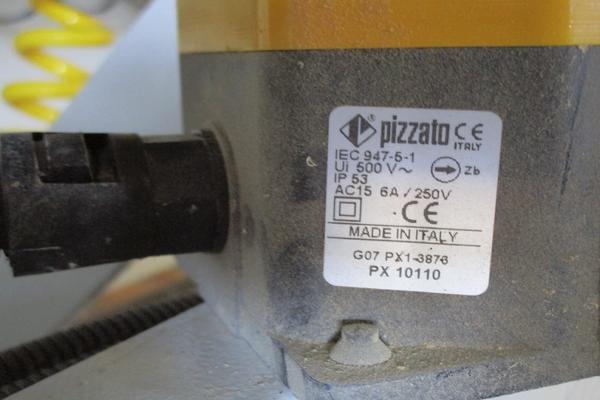 ® pizzato CE
ITALY
IEC 947-5-1
Ui 500 V~ Zb
IP 53
AC15 6A / 250V
CE
MADE IN ITALY
G07 PX1-3876
PX 10110